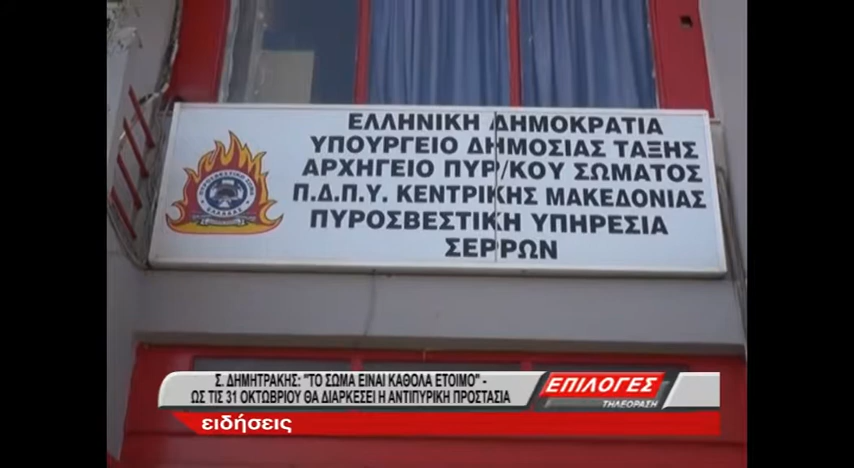 ΕΛΛΗΝΙΚΗ ΔΗΜΟΚΡΑΤΙΑ
ΥΠΟΥΡΓΕΙΟ ΔΗΜΟΣΙΑΣ ΤΑΞΗΣ
ΑΡΧΗΓΕΙΟ ΠΥΡ/ΚΟΥ ΣΩΜΑΤΟΣ
Π.Δ.Π.Υ. ΚΕΝΤΡΙΚΗΣ ΜΑΚΕΔΟΝΙΑΣ
ΠΥΡΟΣΒΕΣΤΙΚΗ ΥΠΗΡΕΣΙΑ
ΣΕΡΡΩΝ
Σ. ΔΗΜΗΤΡΑΚΗΣ: "ΤΟ ΣΩΜΑ ΕΙΝΑΙ ΚΑΘΟΛΑ ΕΤΟΙΜΟ" -
ΩΣ ΤΙΣ 31 ΟΚΤΩΒΡΙΟΥ ΘΑ ΔΙΑΡΚΕΣΕΙ Η ΑΝΤΙΠΥΡΙΚΗ ΠΡΟΣΤΑΣΙΑ
ΕΠΙΛΟΓΕΣ
ΤΗΛΕΟΡΑΣΗ
ειδήσεις